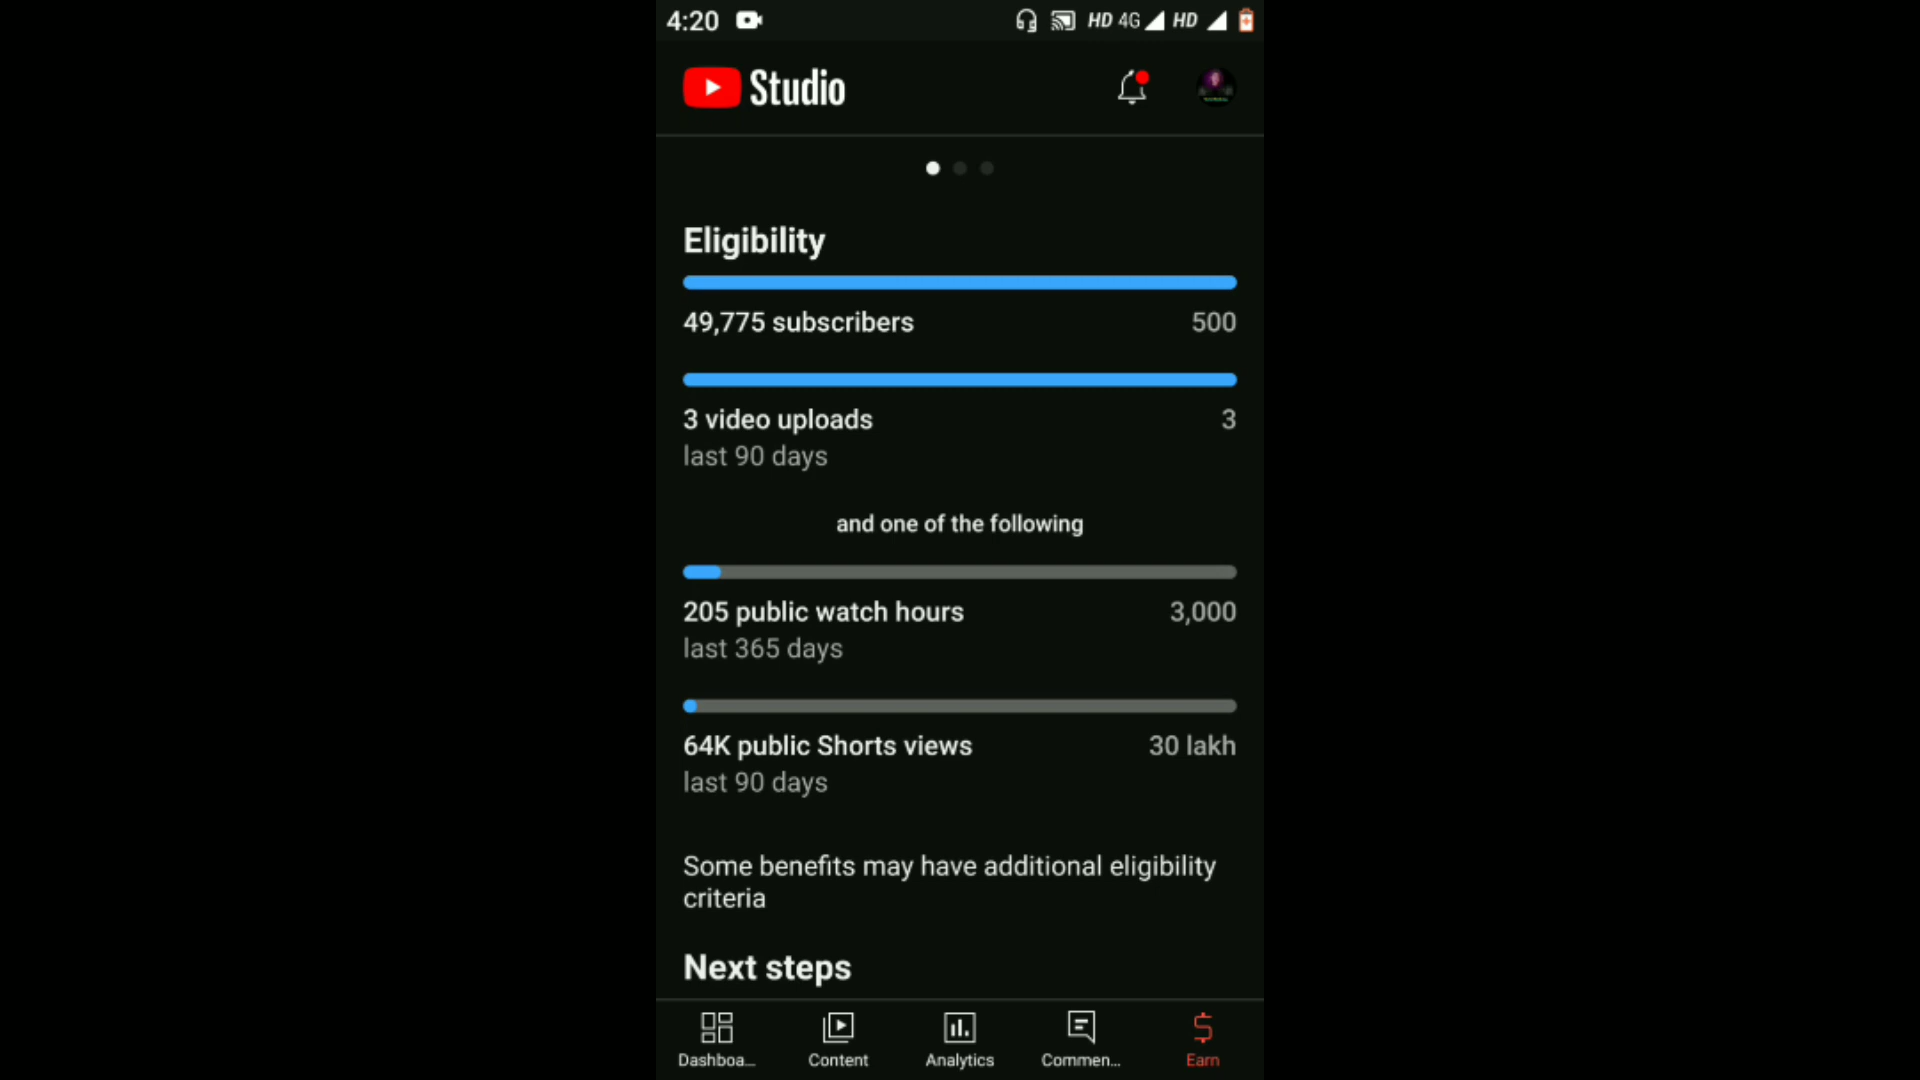 4:20 HD 4G HD
Studio
Eligibility
49,775 subscribers 500
3 video uploads 3
last 90 days
and one of the following
205 public watch hours 3,000
last 365 days
64K public Shorts views 30 lakh
last 90 days
Some benefits may have additional eligibility
criteria
Next steps
Dashboa... Content Analytics Commen... Earn